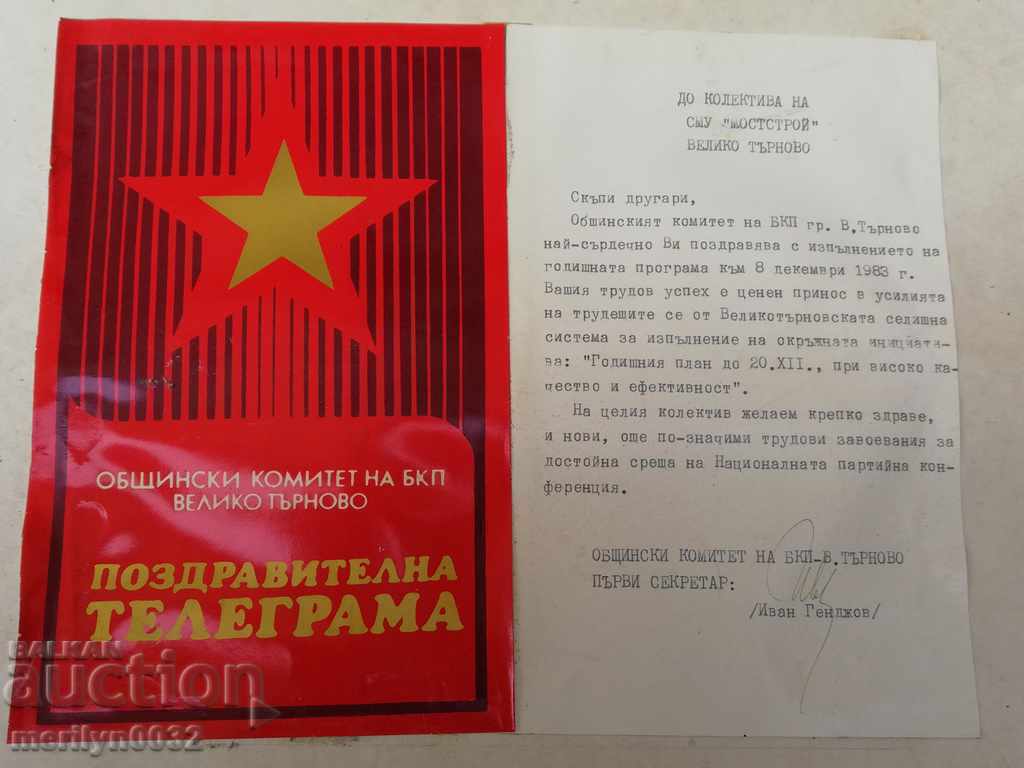 ОБЩИНСКИ КОМИТЕТ НА БКП
ВЕЛИКО ТЪРНОВО
ПОЗДРАВИТЕЛНА
ТЕЛЕГРАМА
ДО КОЛЕКТИВА НА
СМУ "МОСТСТРОЙ"
ВЕЛИКО ТЪРНОВО
Скъпи другари,
Общинският комитет на БКП гр. В.Търново
най-сърдечно Ви поздравява с изпълнението на
годишната програма към 8 декември 1983 г.
Вашия трудов успех е ценен принос в усилията
на трудещите се от Великотърновската селищна
система за изпълнение на окръжната инициати-
ва: "Годишния план до 20.XII., при високо ка-
чество и ефективност".
На целия колектив желаем крепко здраве,
и нови, още по-значими трудови завоевания за
достойна среща на Националната партийна кон-
ференция.
ОБЩИНСКИ КОМИТЕТ НА БКП-В.ТЪРНОВО
ПЪРВИ СЕКРЕТАР:
/Иван Генджов/
BALKAN
auction
merilyn0032